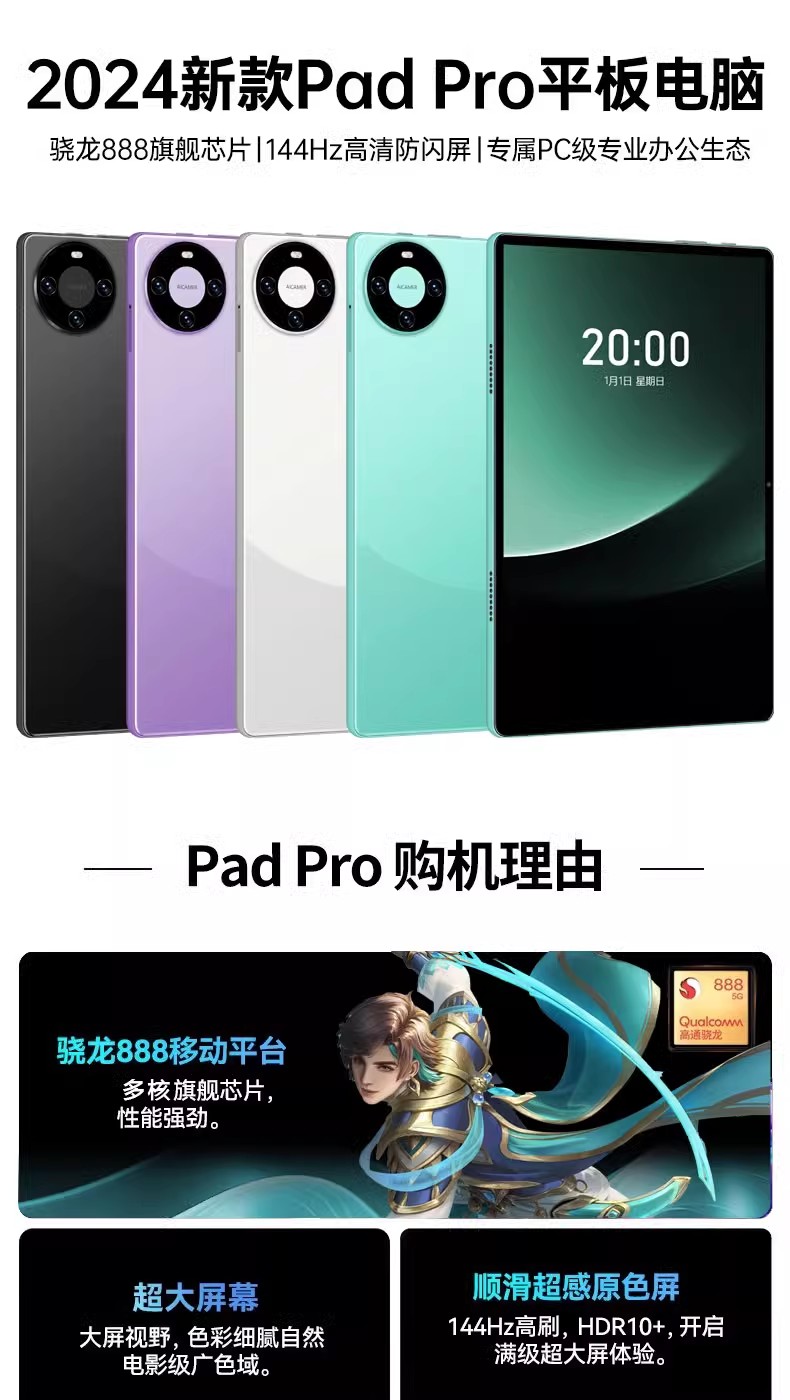 2024新款Pad Pro平板电脑
骁龙888旗舰芯片|144Hz高清防闪屏|专属PC级专业办公生态
AICAMER
AICAMER
AICAMER
20:00
1月1日 星期日
Pad Pro 购机理由
888
5G
Qualcomm
高通骁龙
骁龙888移动平台
多核旗舰芯片，
性能强劲。
超大屏幕
大屏视野，色彩细腻自然
电影级广色域。
顺滑超感原色屏
144Hz高刷，HDR10+，开启
满级超大屏体验。